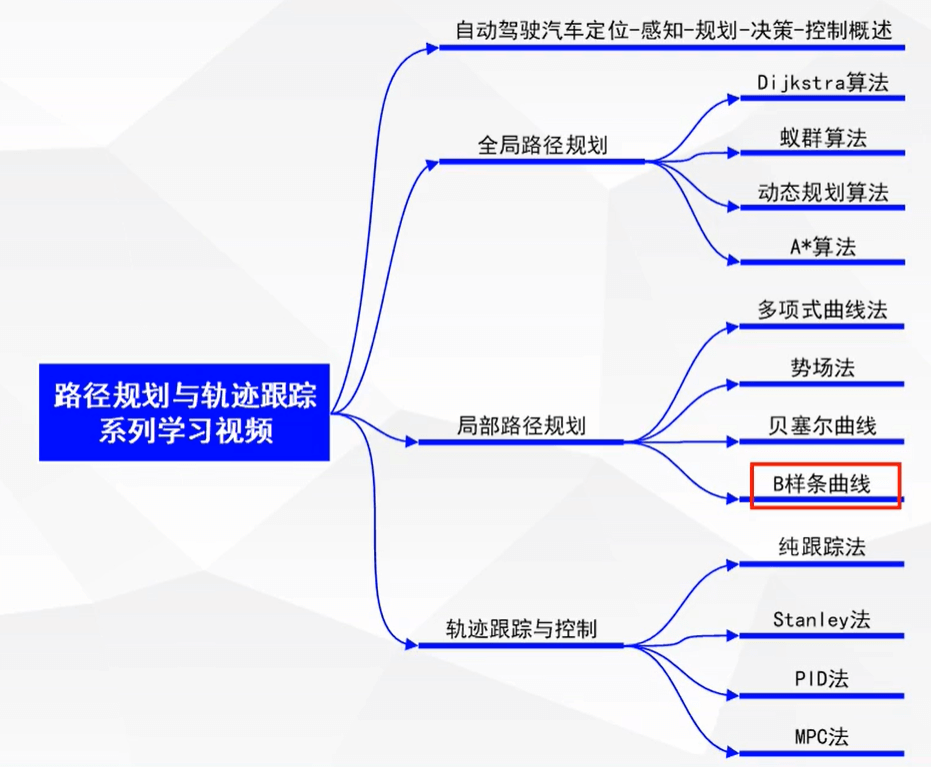 自动驾驶汽车定位-感知-规划-决策-控制概述
全局路径规划
Dijkstra算法
蚁群算法
动态规划算法
A*算法
路径规划与轨迹跟踪
系列学习视频
局部路径规划
多项式曲线法
势场法
贝塞尔曲线
B样条曲线
轨迹跟踪与控制
纯跟踪法
Stanley法
PID法
MPC法